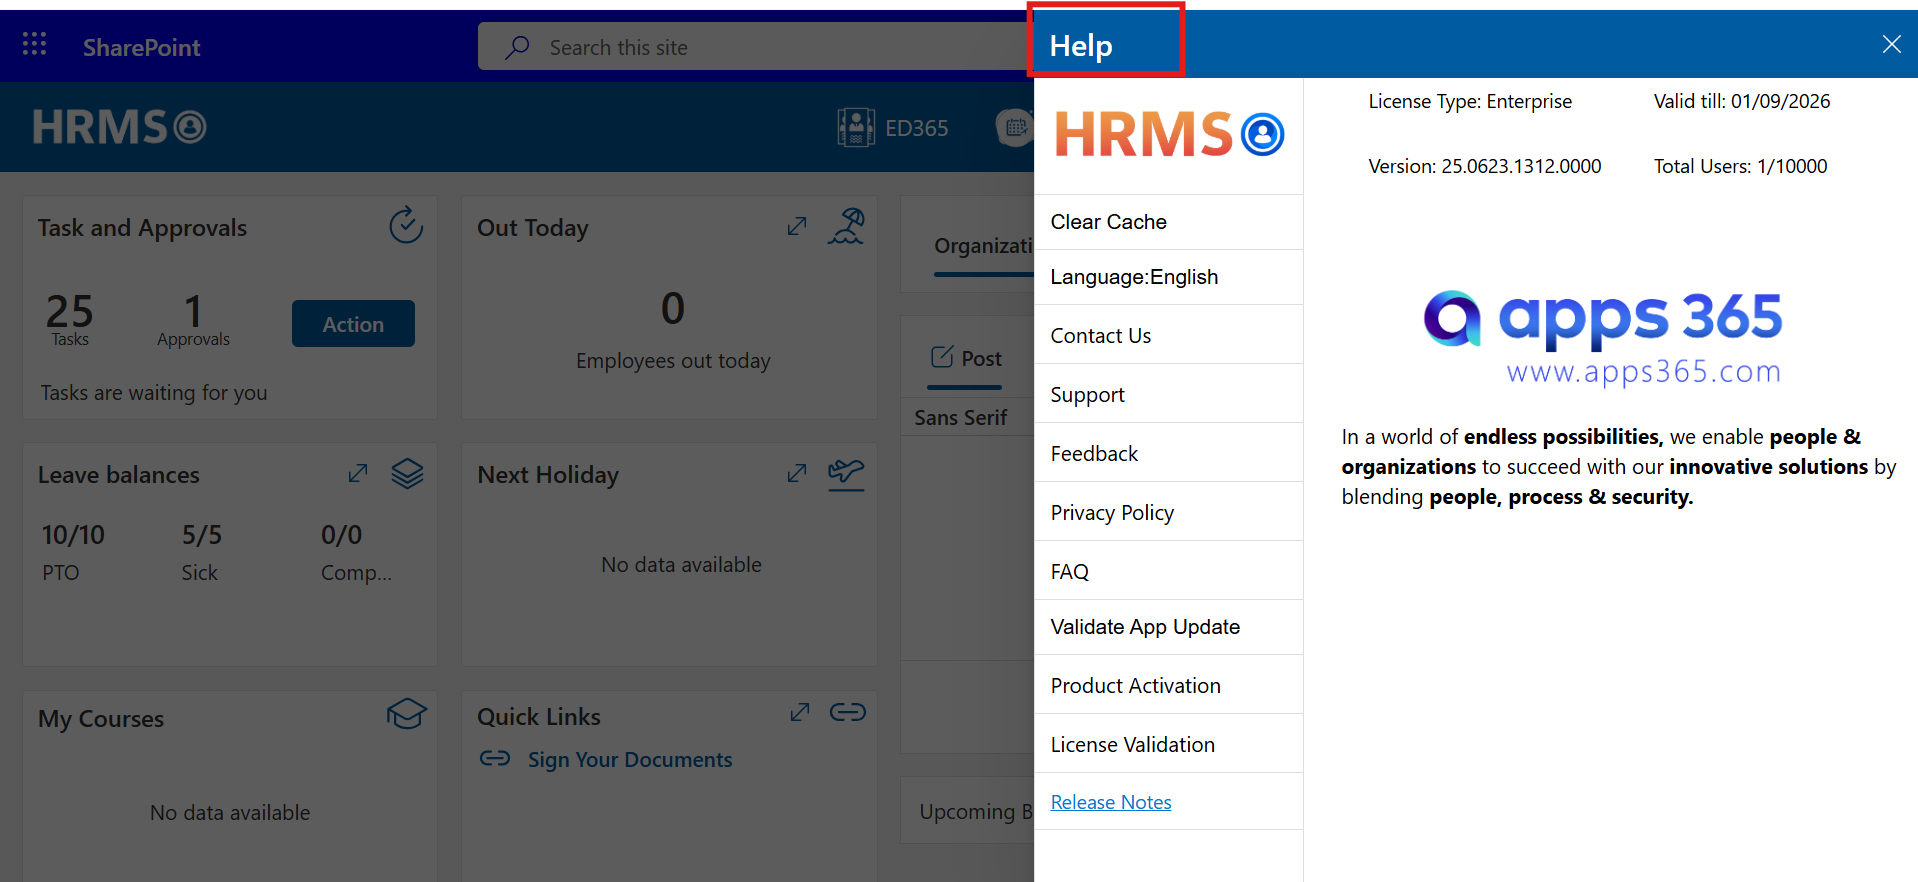 SharePoint
Search this site
Help
HRMS
ED365
HRMS
License Type: Enterprise
Valid till: 01/09/2026
Version: 25.0623.1312.0000
Total Users: 1/10000
Task and Approvals
25
Tasks
1
Approvals
Action
Tasks are waiting for you
Out Today
0
Employees out today
Organizati
Post
Sans Serif
Leave balances
10/10
PTO
5/5
Sick
0/0
Comp...
Next Holiday
No data available
My Courses
No data available
Quick Links
Sign Your Documents
Upcoming B
Clear Cache
Language:English
Contact Us
Support
Feedback
Privacy Policy
FAQ
Validate App Update
Product Activation
License Validation
Release Notes
apps 365
www.apps365.com
In a world of endless possibilities, we enable people &
organizations to succeed with our innovative solutions by
blending people, process & security.